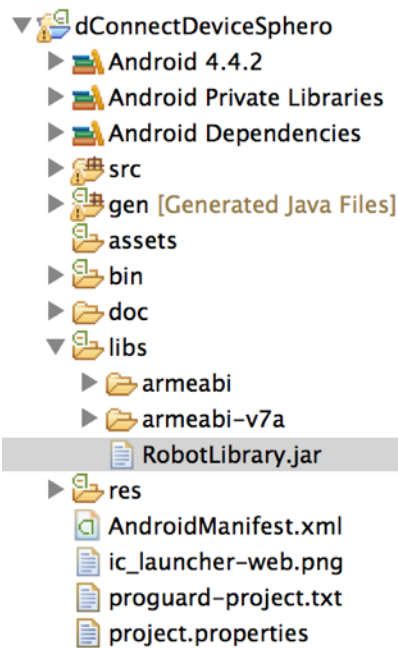 dConnectDeviceSphero
Android 4.4.2
Android Private Libraries
Android Dependencies
src
gen [Generated Java Files]
assets
bin
doc
libs
armeabi
armeabi-v7a
RobotLibrary.jar
res
AndroidManifest.xml
ic_launcher-web.png
proguard-project.txt
project.properties